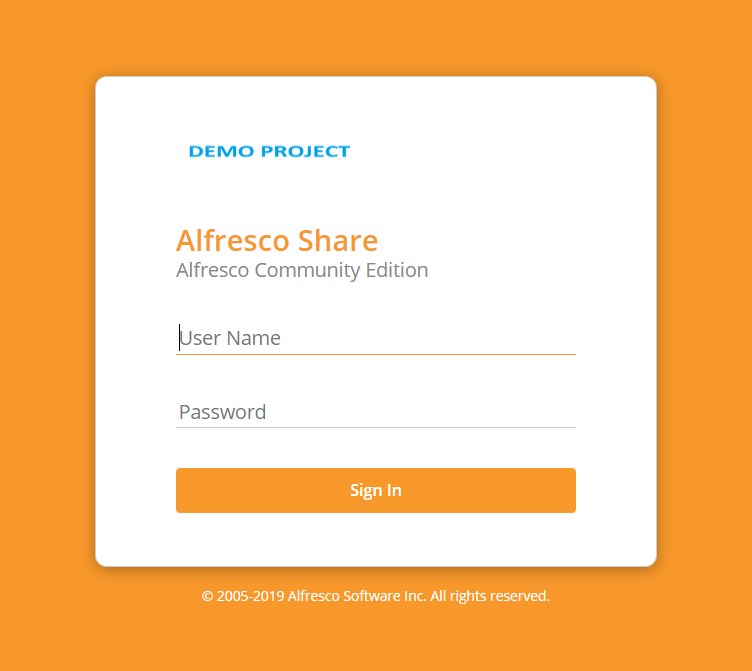 DEMO PROJECT
Alfresco Share
Alfresco Community Edition
User Name
Password
Sign In
© 2005-2019 Alfresco Software Inc. All rights reserved.